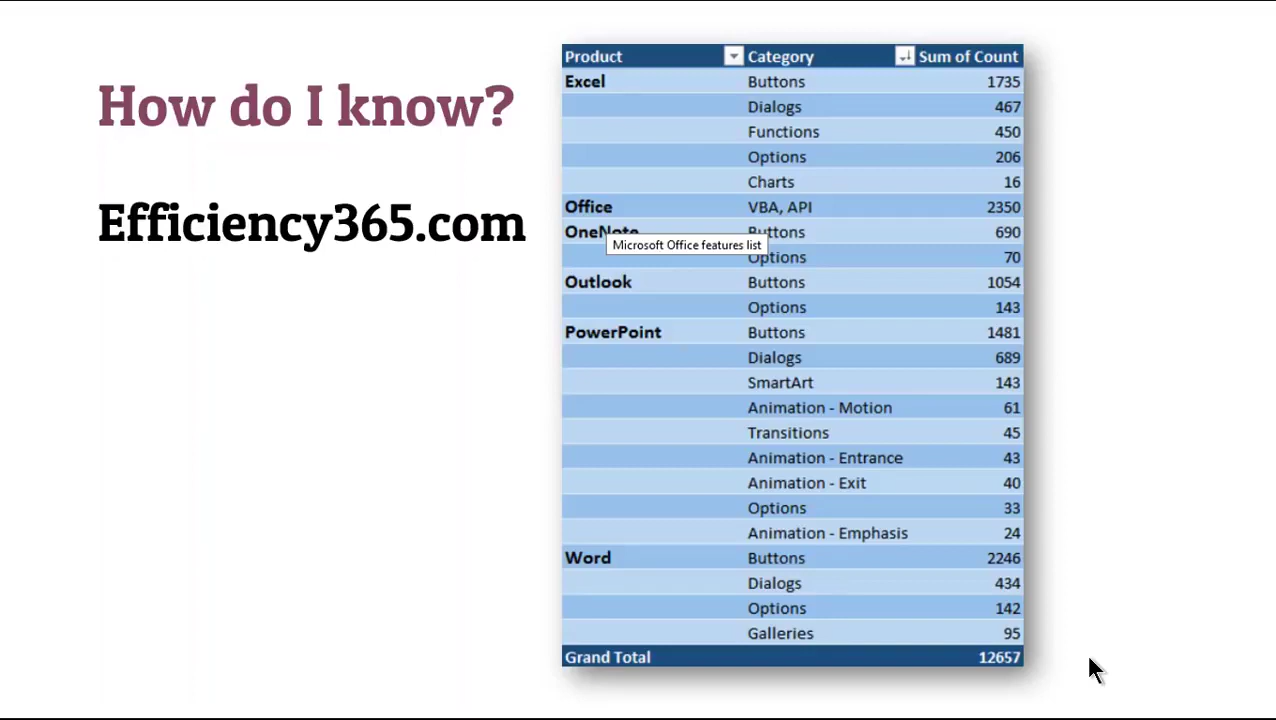 How do I know?
Efficiency365.com
Product Category Sum of Count
Excel Buttons 1735
Dialogs 467
Functions 450
Options 206
Charts 16
Office VBA, API 2350
OneNote Buttons 690
Microsoft Office features list
Options 70
Outlook Buttons 1054
Options 143
PowerPoint Buttons 1481
Dialogs 689
SmartArt 143
Animation - Motion 61
Transitions 45
Animation - Entrance 43
Animation - Exit 40
Options 33
Animation - Emphasis 24
Word Buttons 2246
Dialogs 434
Options 142
Galleries 95
Grand Total 12657